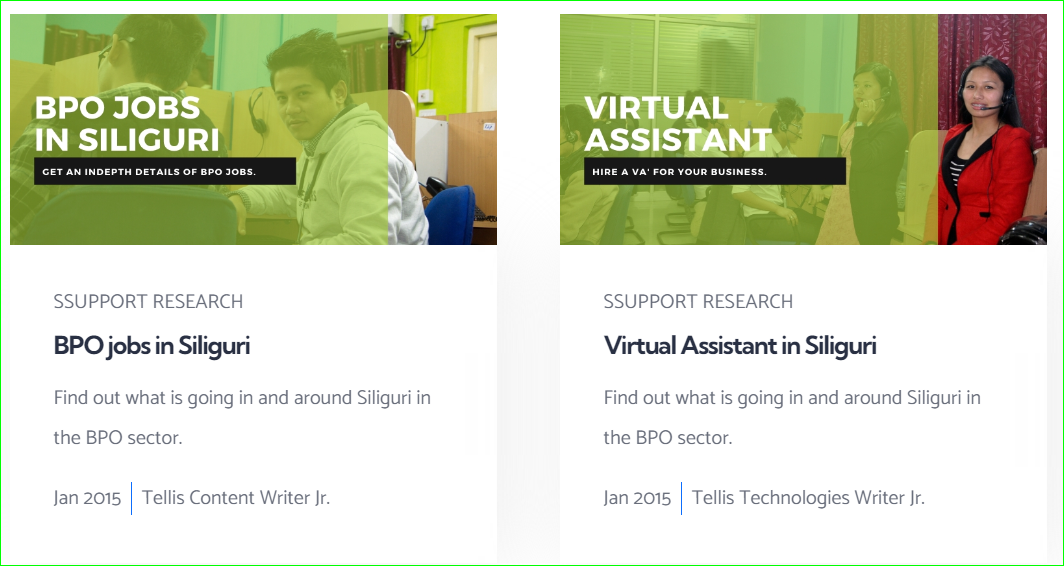 BPO JOBS
IN SILIGURI
GET AN INDEPTH DETAILS OF BPO JOBS.
SSUPPORT RESEARCH
BPO jobs in Siliguri
Find out what is going in and around Siliguri in
the BPO sector.
Jan 2015 Tellis Content Writer Jr.
VIRTUAL
ASSISTANT
HIRE A VA' FOR YOUR BUSINESS.
SSUPPORT RESEARCH
Virtual Assistant in Siliguri
Find out what is going in and around Siliguri in
the BPO sector.
Jan 2015 Tellis Technologies Writer Jr.